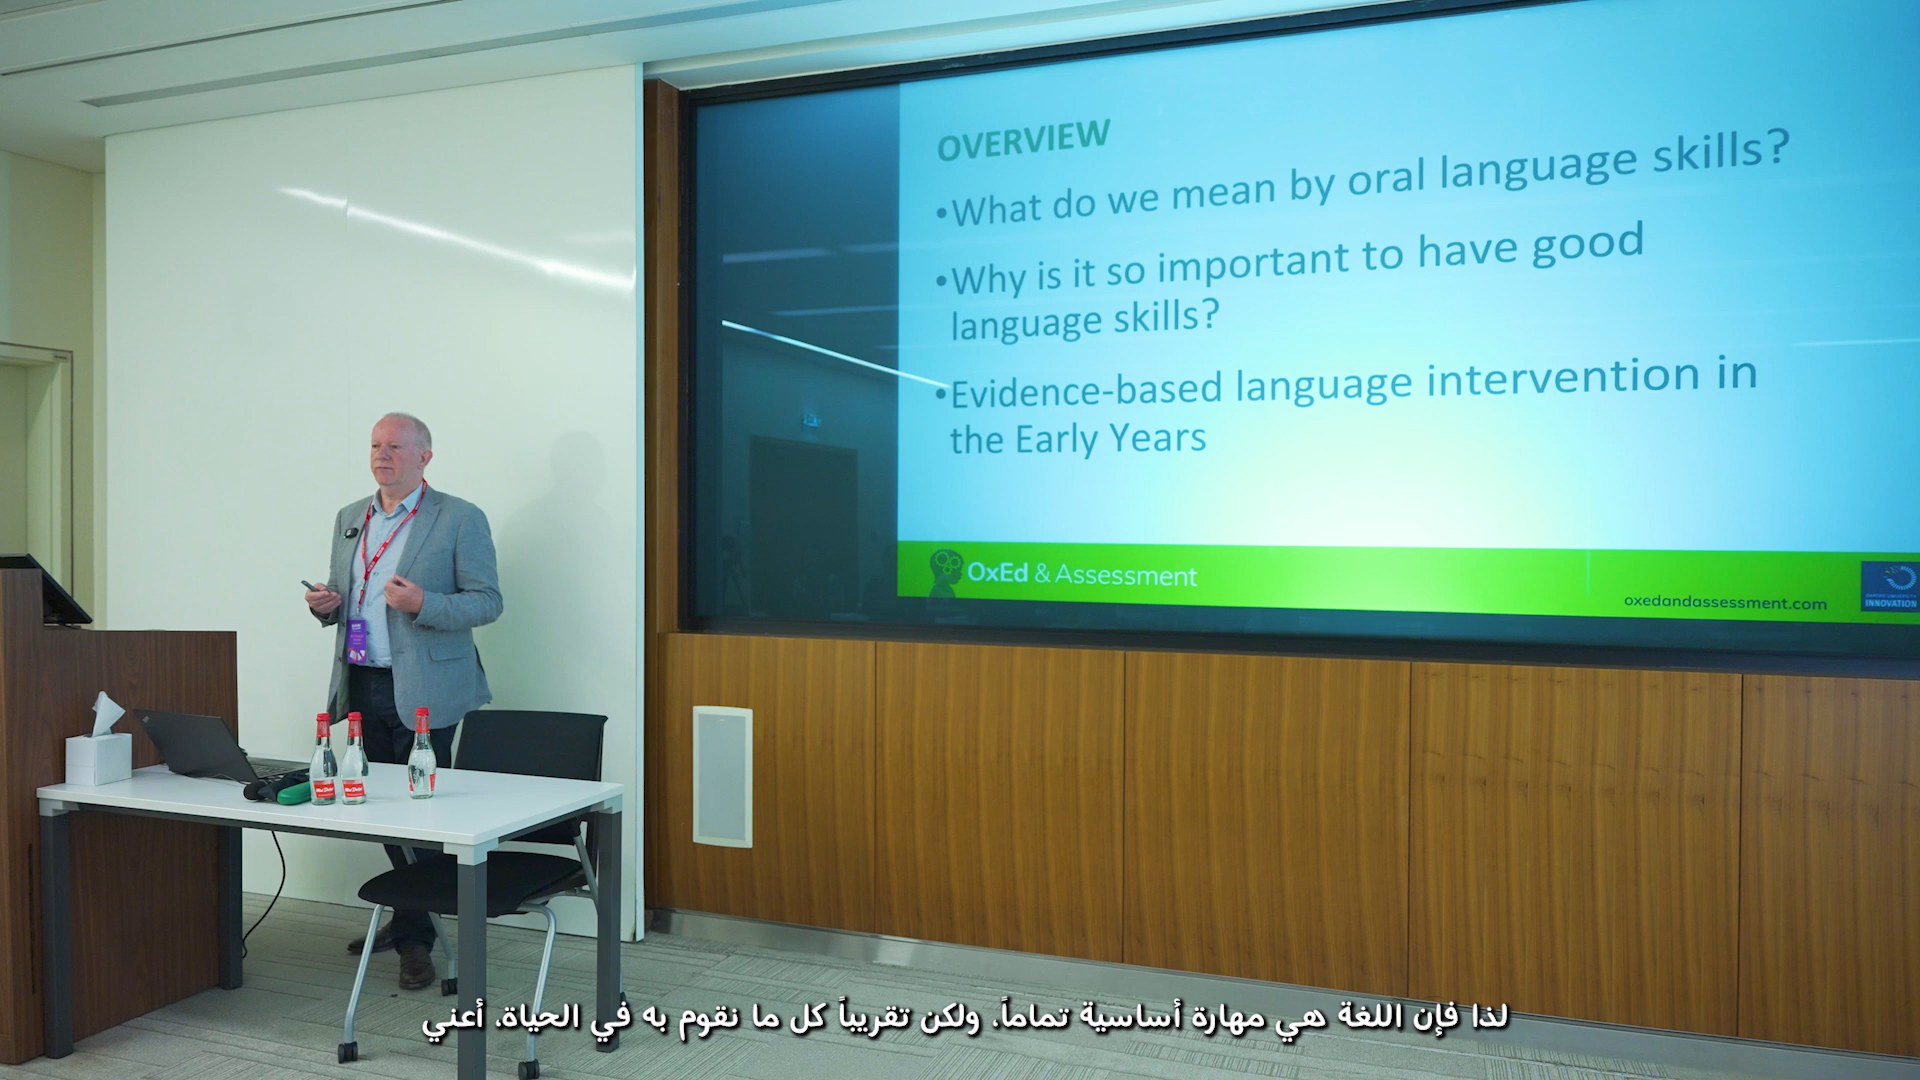 OVERVIEW
•What do we mean by oral language skills?
•Why is it so important to have good
language skills?
•Evidence-based language intervention in
the Early Years
OxEd & Assessment
oxedandassessment.com
INNOVATION
لذا فإن اللغة هي مهارة أساسية تماماً، ولكن تقريباً كل ما نقوم به في الحياة، أعني